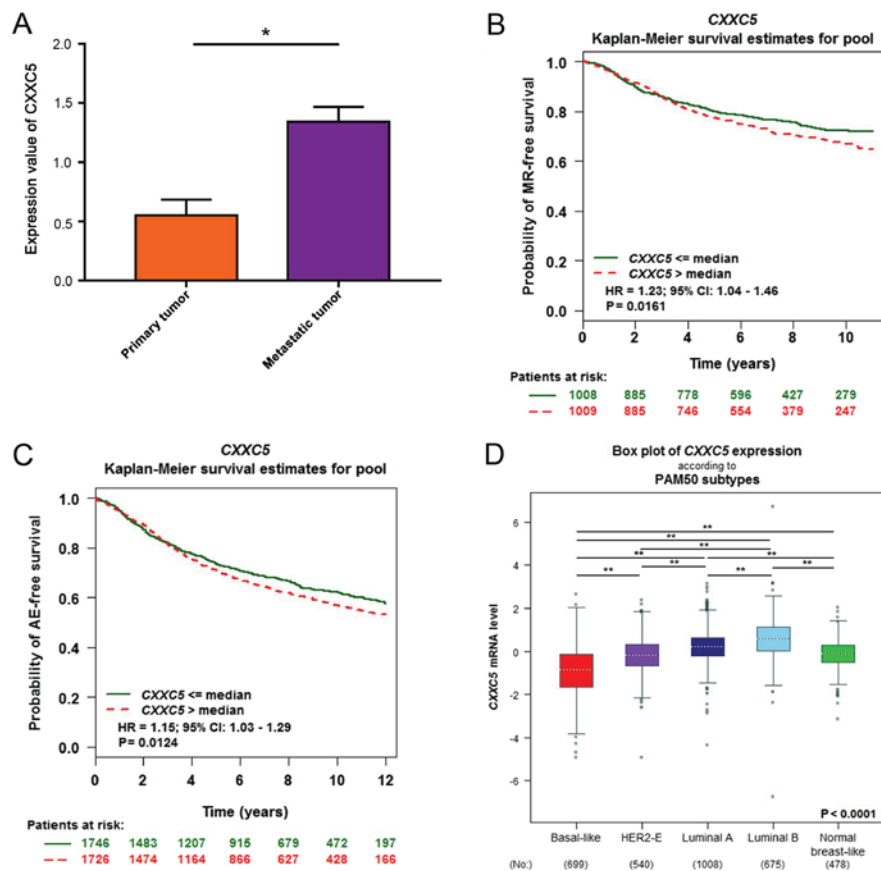 A
*
2.0
1.5
1.0
0.5
0.0
Expression value of CXXC5
Primary tumor
Metastatic tumor
B
CXXC5
Kaplan-Meier survival estimates for pool
1.0
0.8
0.6
0.4
0.2
0.0
Probability of MR-free survival
CXXC5 <= median
CXXC5 > median
HR = 1.23; 95% CI: 1.04 - 1.46
P = 0.0161
0 2 4 6 8 10
Time (years)
Patients at risk:
1008 885 778 596 427 279
1009 885 746 554 379 247
C
CXXC5
Kaplan-Meier survival estimates for pool
1.0
0.8
0.6
0.4
0.2
0.0
Probability of AE-free survival
CXXC5 <= median
CXXC5 > median
HR = 1.15; 95% CI: 1.03 - 1.29
P= 0.0124
0 2 4 6 8 10 12
Time (years)
Patients at risk:
1746 1483 1207 915 679 472 197
1726 1474 1164 866 627 428 166
D
Box plot of CXXC5 expression
according to
PAM50 subtypes
6
4
2
0
-2
-4
-6
CXXC5 mRNA level
**
**
**
** **
** ** ** ** **
P < 0.0001
Basal-like HER2-E Luminal A Luminal B Normal
breast-like
(No:) (699) (540) (1008) (675) (478)